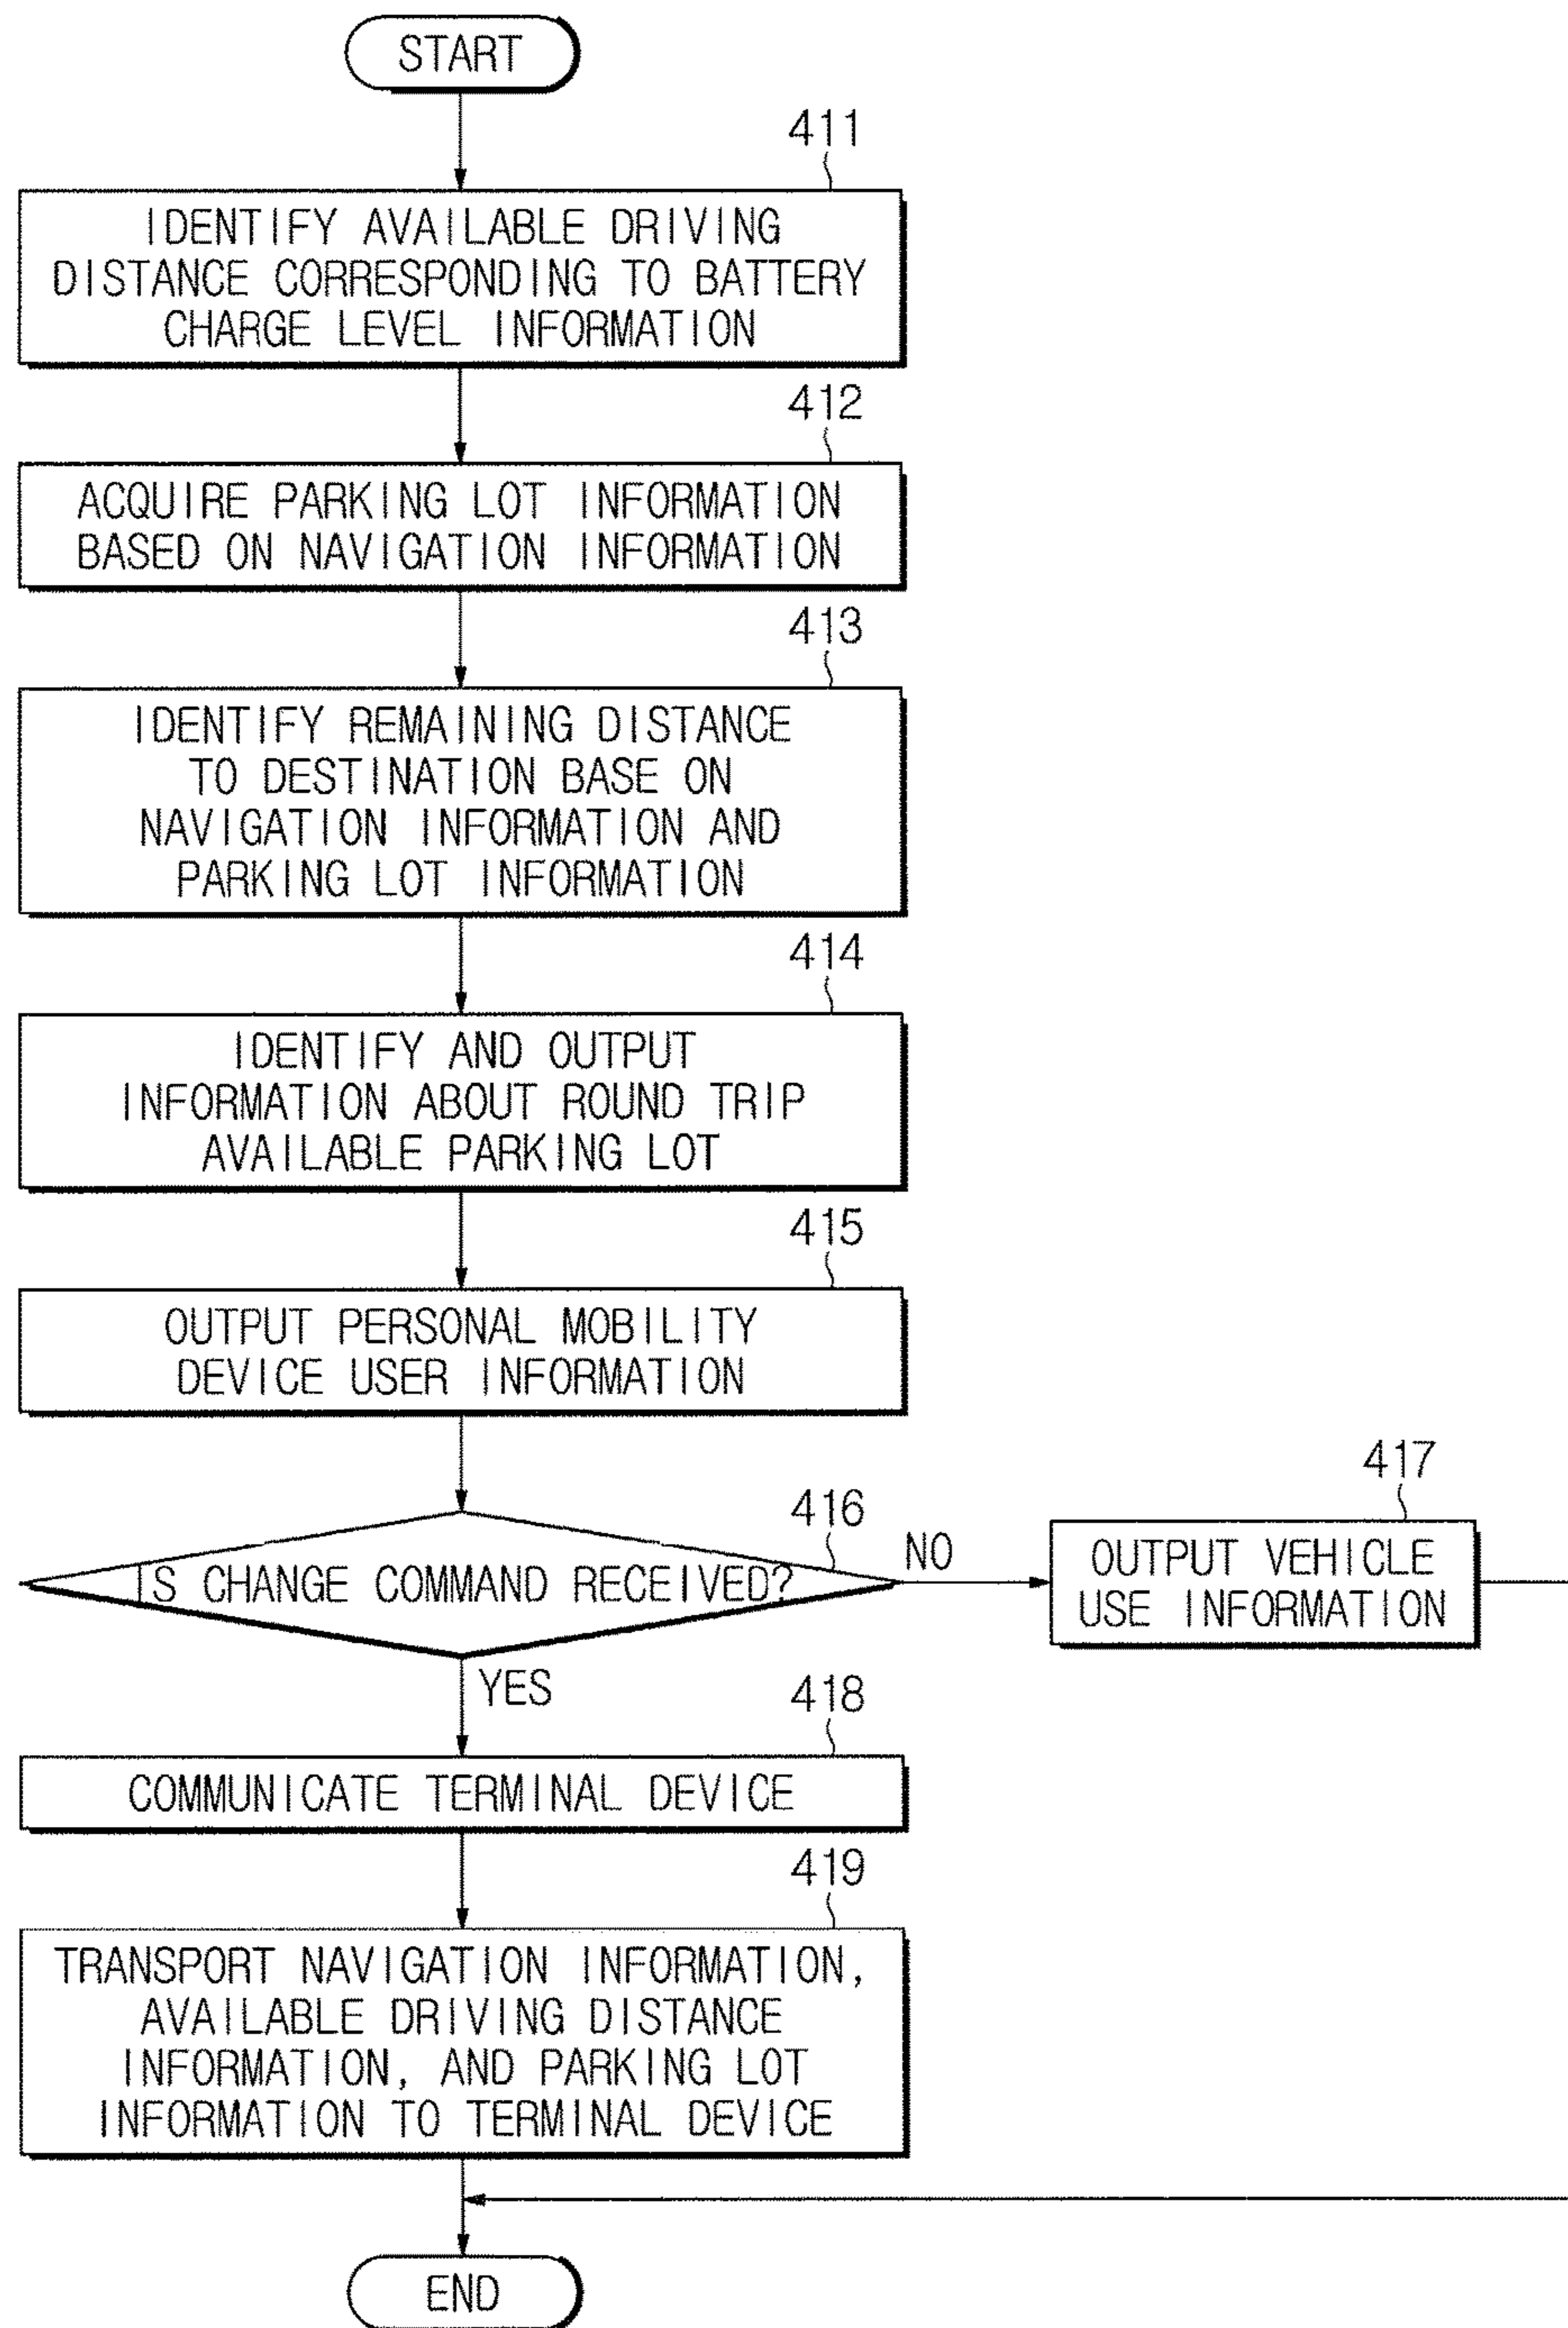 START
411
IDENTIFY AVAILABLE DRIVING
DISTANCE CORRESPONDING TO BATTERY
CHARGE LEVEL INFORMATION
412
ACQUIRE PARKING LOT INFORMATION
BASED ON NAVIGATION INFORMATION
413
IDENTIFY REMAINING DISTANCE
TO DESTINATION BASE ON
NAVIGATION INFORMATION AND
PARKING LOT INFORMATION
414
IDENTIFY AND OUTPUT
INFORMATION ABOUT ROUND TRIP
AVAILABLE PARKING LOT
415
OUTPUT PERSONAL MOBILITY
DEVICE USER INFORMATION
416
IS CHANGE COMMAND RECEIVED?
NO
417
OUTPUT VEHICLE
USE INFORMATION
YES
418
COMMUNICATE TERMINAL DEVICE
419
TRANSPORT NAVIGATION INFORMATION,
AVAILABLE DRIVING DISTANCE
INFORMATION, AND PARKING LOT
INFORMATION TO TERMINAL DEVICE
END